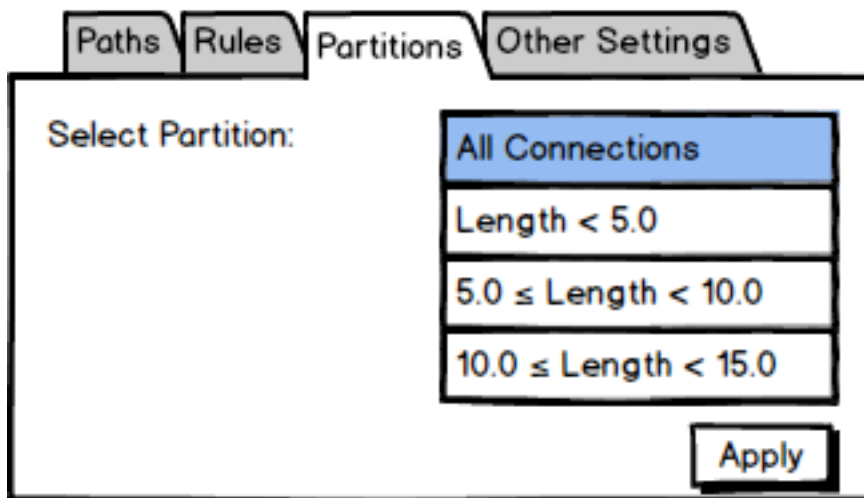 Paths Rules Partitions Other Settings
Select Partition:
All Connections
Length < 5.0
5.0 ≤ Length < 10.0
10.0 ≤ Length < 15.0
Apply